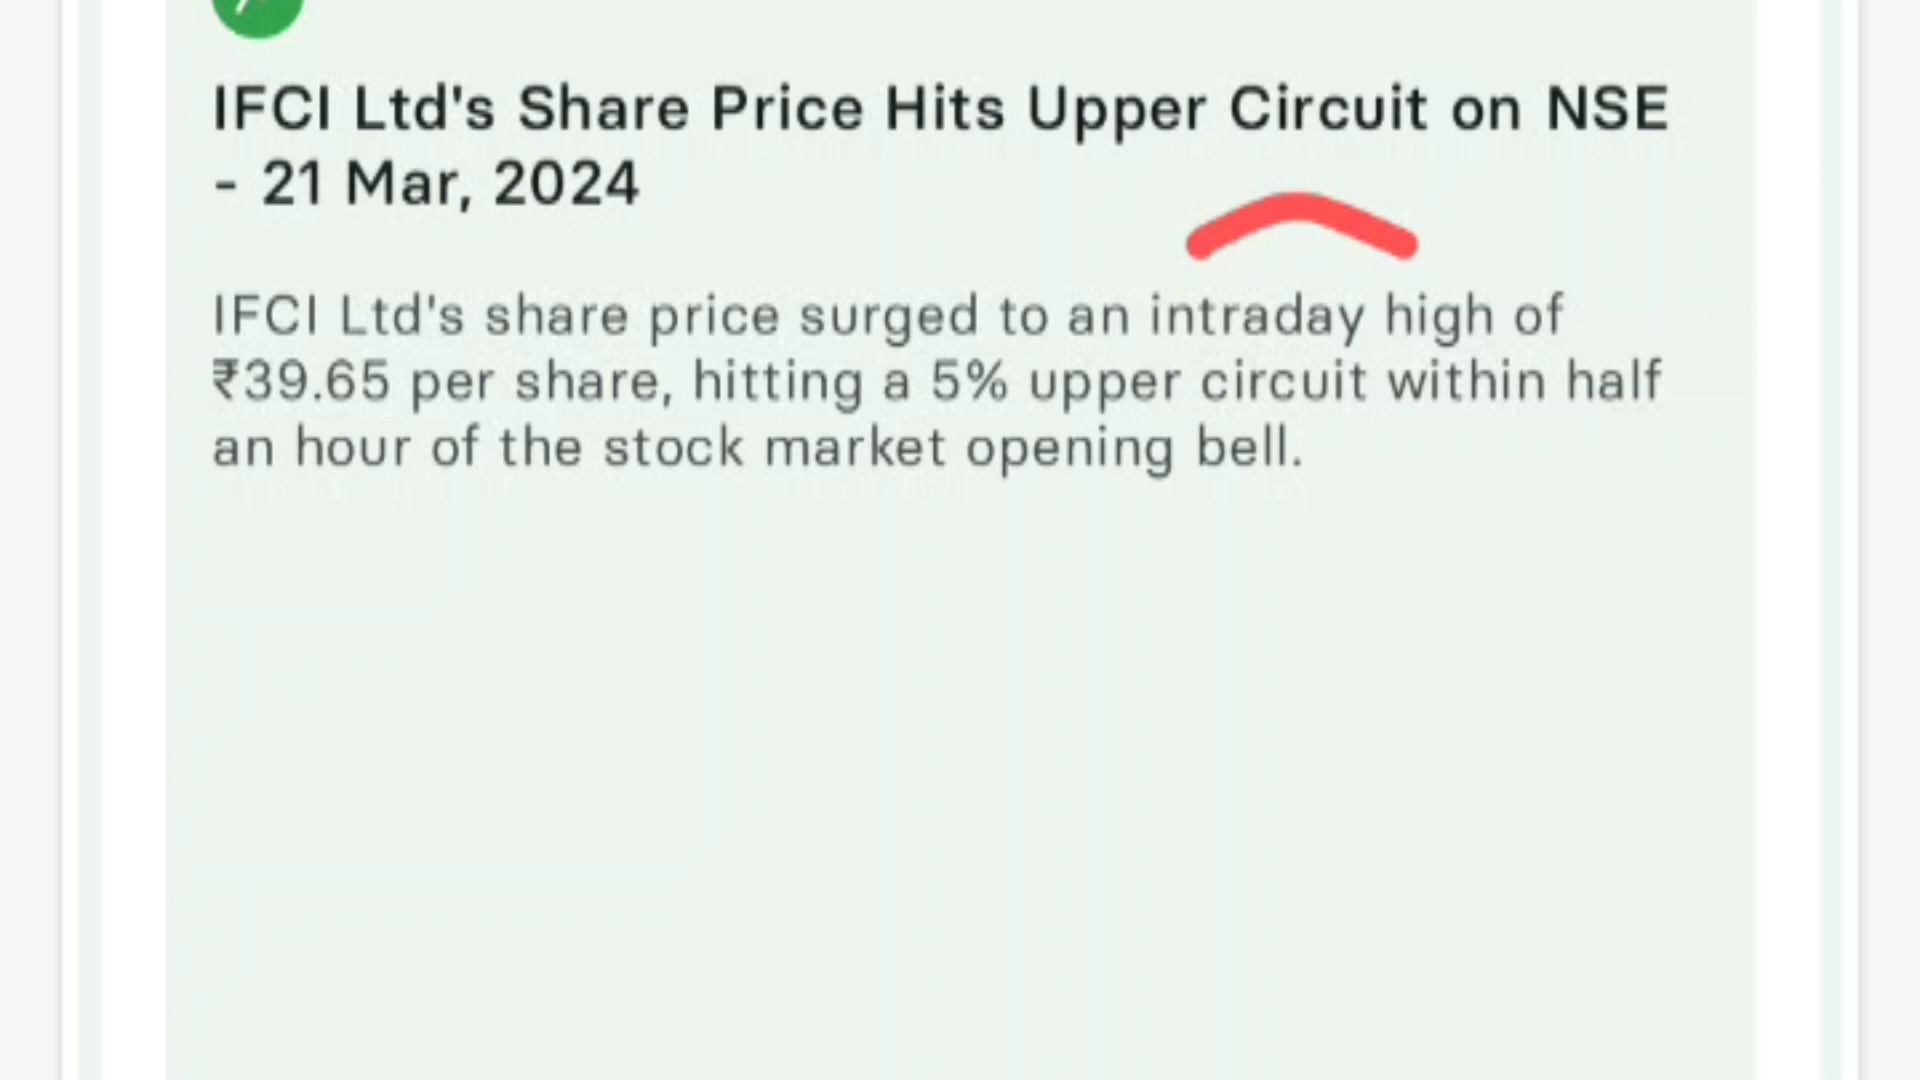 IFCI Ltd's Share Price Hits Upper Circuit on NSE
- 21 Mar, 2024
IFCI Ltd's share price surged to an intraday high of
₹39.65 per share, hitting a 5% upper circuit within half
an hour of the stock market opening bell.